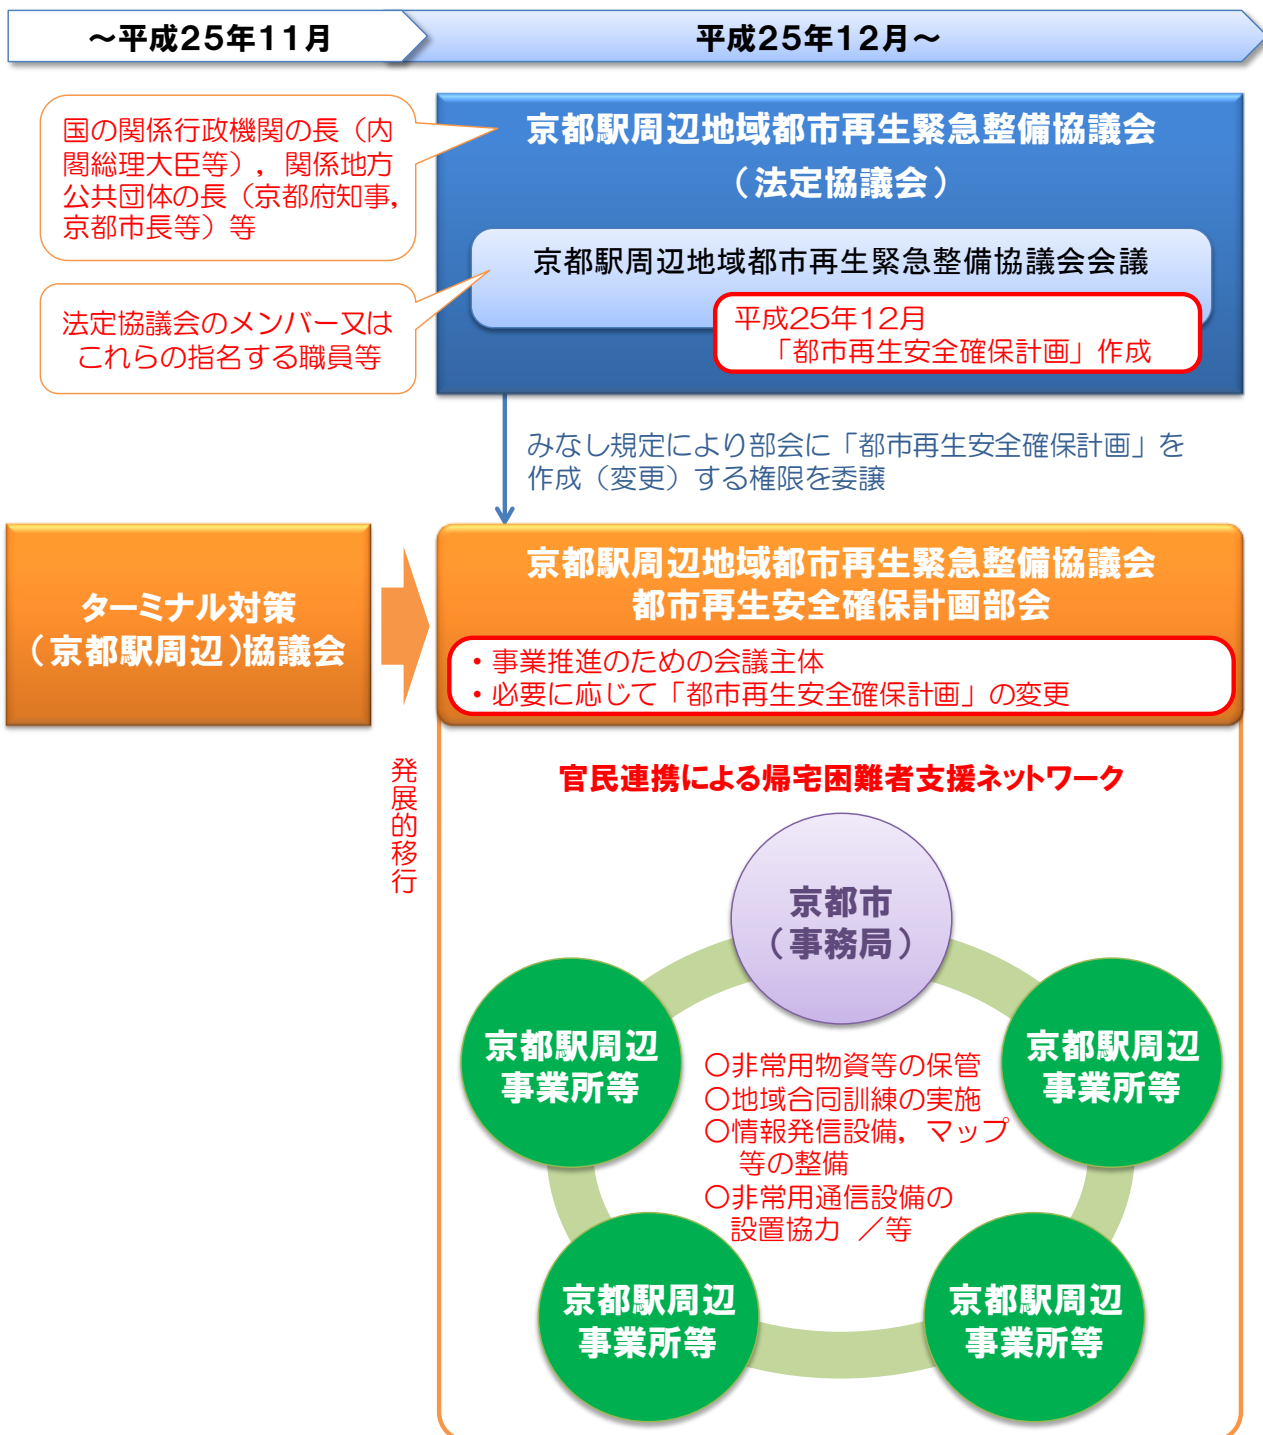 ～平成25年11月
平成25年12月～
国の関係行政機関の長（内
閣総理大臣等），関係地方
公共団体の長（京都府知事，
京都市長等）等
京都駅周辺地域都市再生緊急整備協議会
（法定協議会）
京都駅周辺地域都市再生緊急整備協議会会議
法定協議会のメンバー又は
これらの指名する職員等
平成25年12月
「都市再生安全確保計画」作成
みなし規定により部会に「都市再生安全確保計画」を
作成（変更）する権限を委譲
ターミナル対策
（京都駅周辺）協議会
京都駅周辺地域都市再生緊急整備協議会
都市再生安全確保計画部会
・事業推進のための会議主体
・必要に応じて「都市再生安全確保計画」の変更
発展的移行
官民連携による帰宅困難者支援ネットワーク
京都市
（事務局）
京都駅周辺
事業所等
京都駅周辺
事業所等
○非常用物資等の保管
○地域合同訓練の実施
○情報発信設備，マップ
等の整備
○非常用通信設備の
設置協力　／等
京都駅周辺
事業所等
京都駅周辺
事業所等